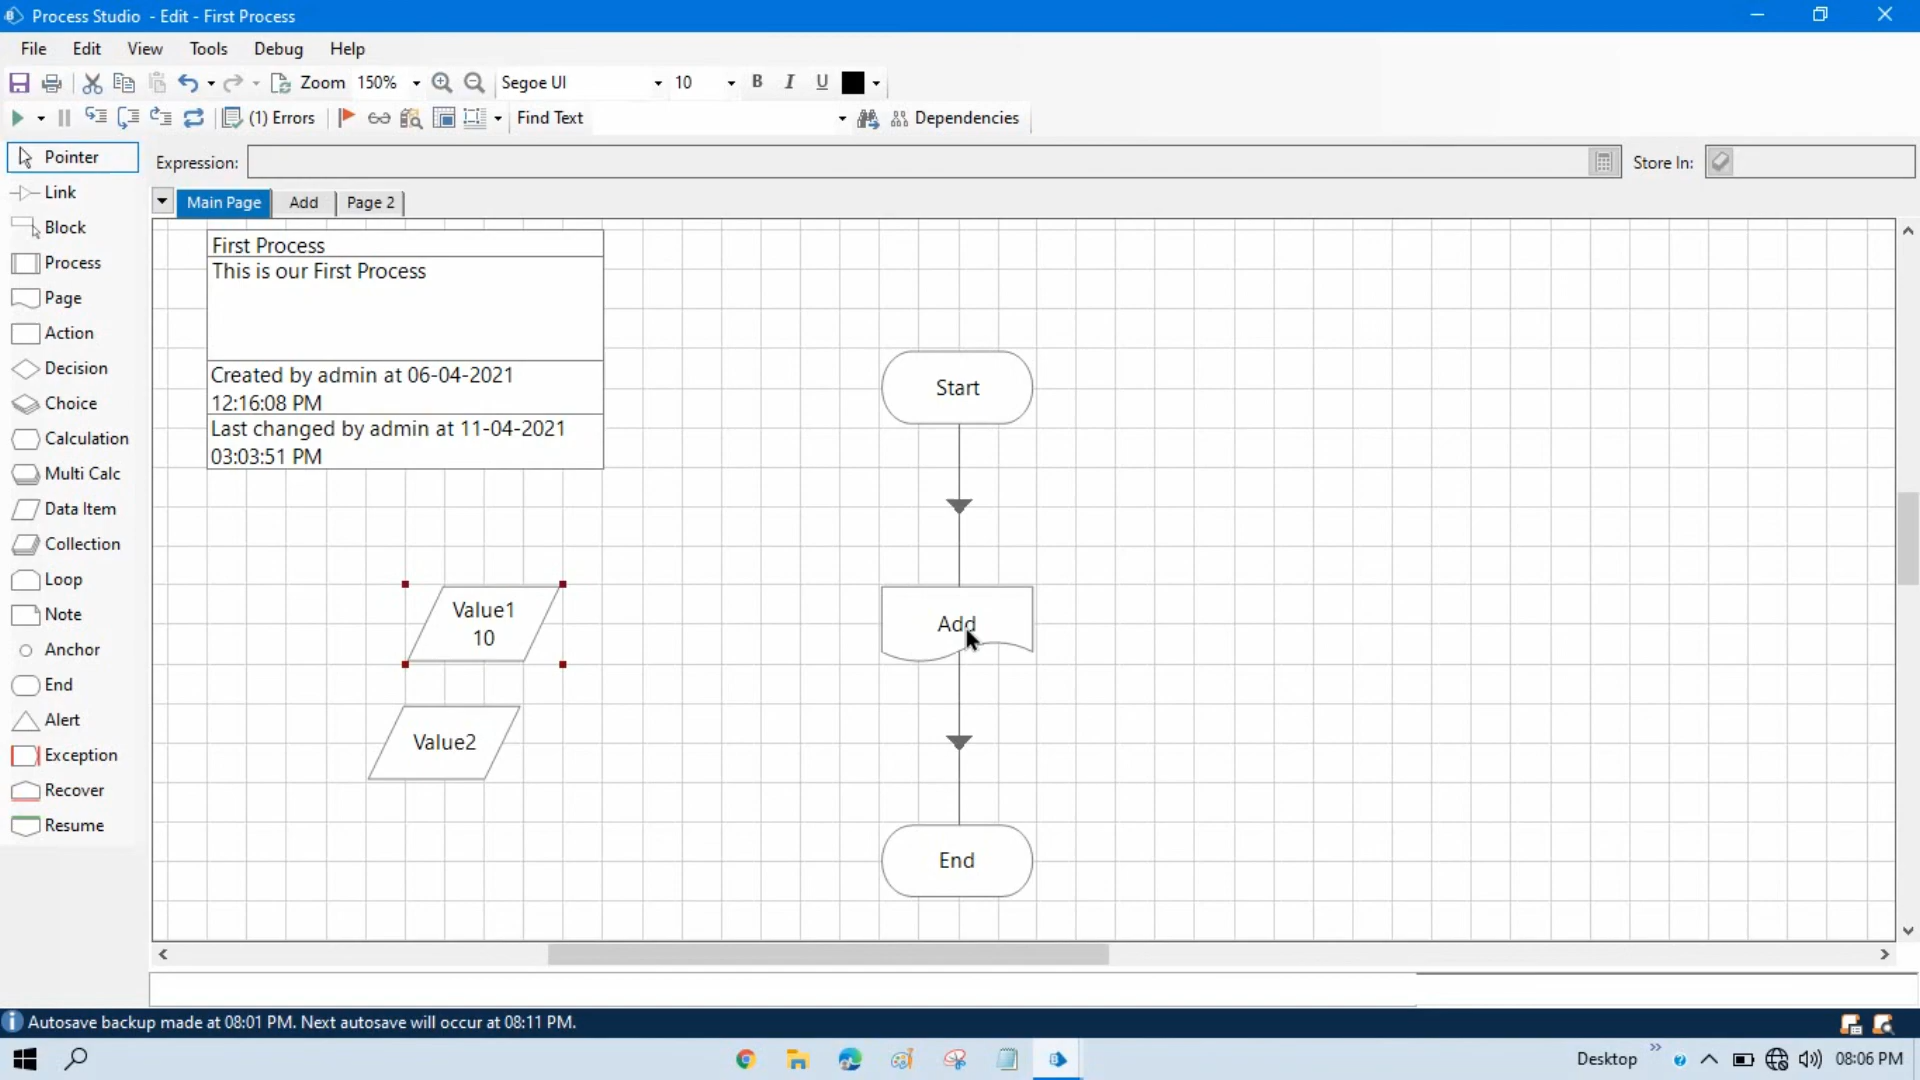 Process Studio - Edit - First Process
File Edit View Tools Debug Help
Zoom 150% Segoe UI 10 B I U
(1) Errors Find Text Dependencies
Pointer
Expression: Store In:
Link
Main Page Add Page 2
Block
Process
Page
Action
Decision
Choice
Calculation
Multi Calc
Data Item
Collection
Loop
Note
Anchor
End
Alert
Exception
Recover
Resume
First Process
This is our First Process
Created by admin at 06-04-2021
12:16:08 PM
Last changed by admin at 11-04-2021
03:03:51 PM
Start
Value1
10
Add
Value2
End
Autosave backup made at 08:01 PM. Next autosave will occur at 08:11 PM.
Desktop 08:06 PM